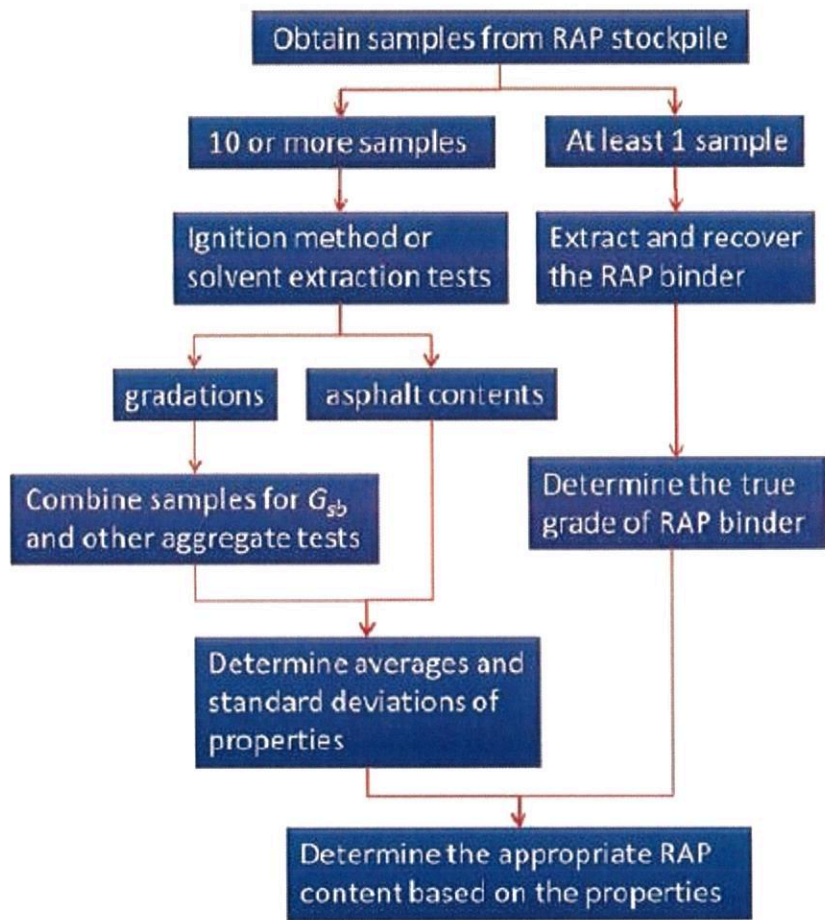 Obtain samples from RAP stockpile
10 or more samples
At least 1 sample
Ignition method or
solvent extraction tests
Extract and recover
the RAP binder
gradations
asphalt contents
Combine samples for Gsb
and other aggregate tests
Determine the true
grade of RAP binder
Determine averages and
standard deviations of
properties
Determine the appropriate RAP
content based on the properties